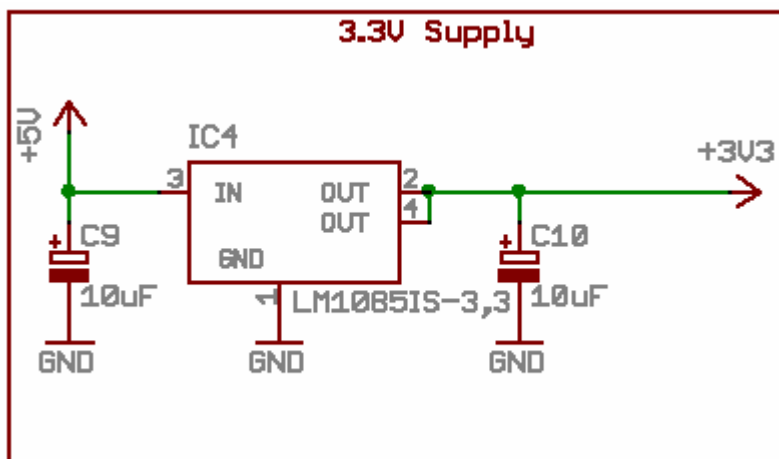 3.3V Supply
+5V
IC4
+3V3
3
IN
OUT
2
OUT
4
GND
1
LM1085IS-3,3
+
C9
10uF
+
C10
10uF
GND
GND
GND